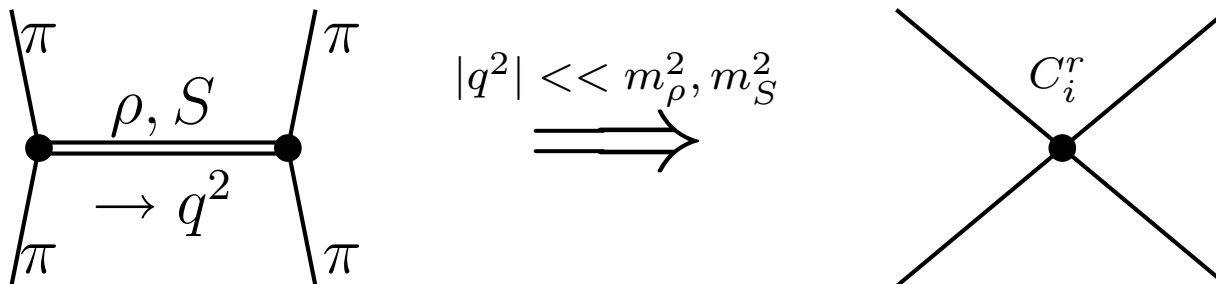 π π
ρ, S
→ q²
π π
|q²| << m²_ρ, m²_S
C^r_i